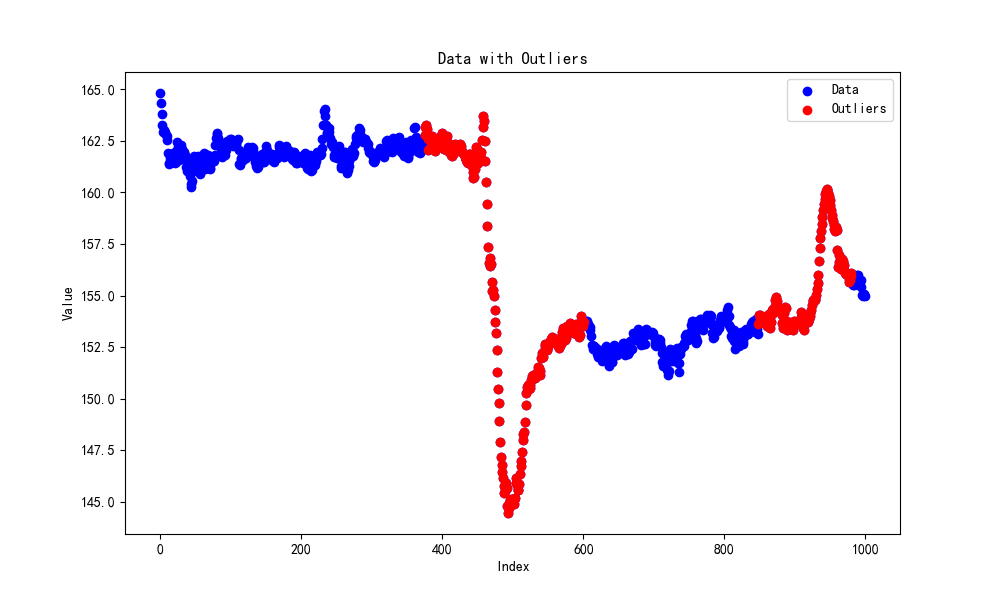 Data with Outliers
Data
Outliers
165.0
162.5
160.0
157.5
155.0
152.5
150.0
147.5
145.0
Value
0 200 400 600 800 1000
Index